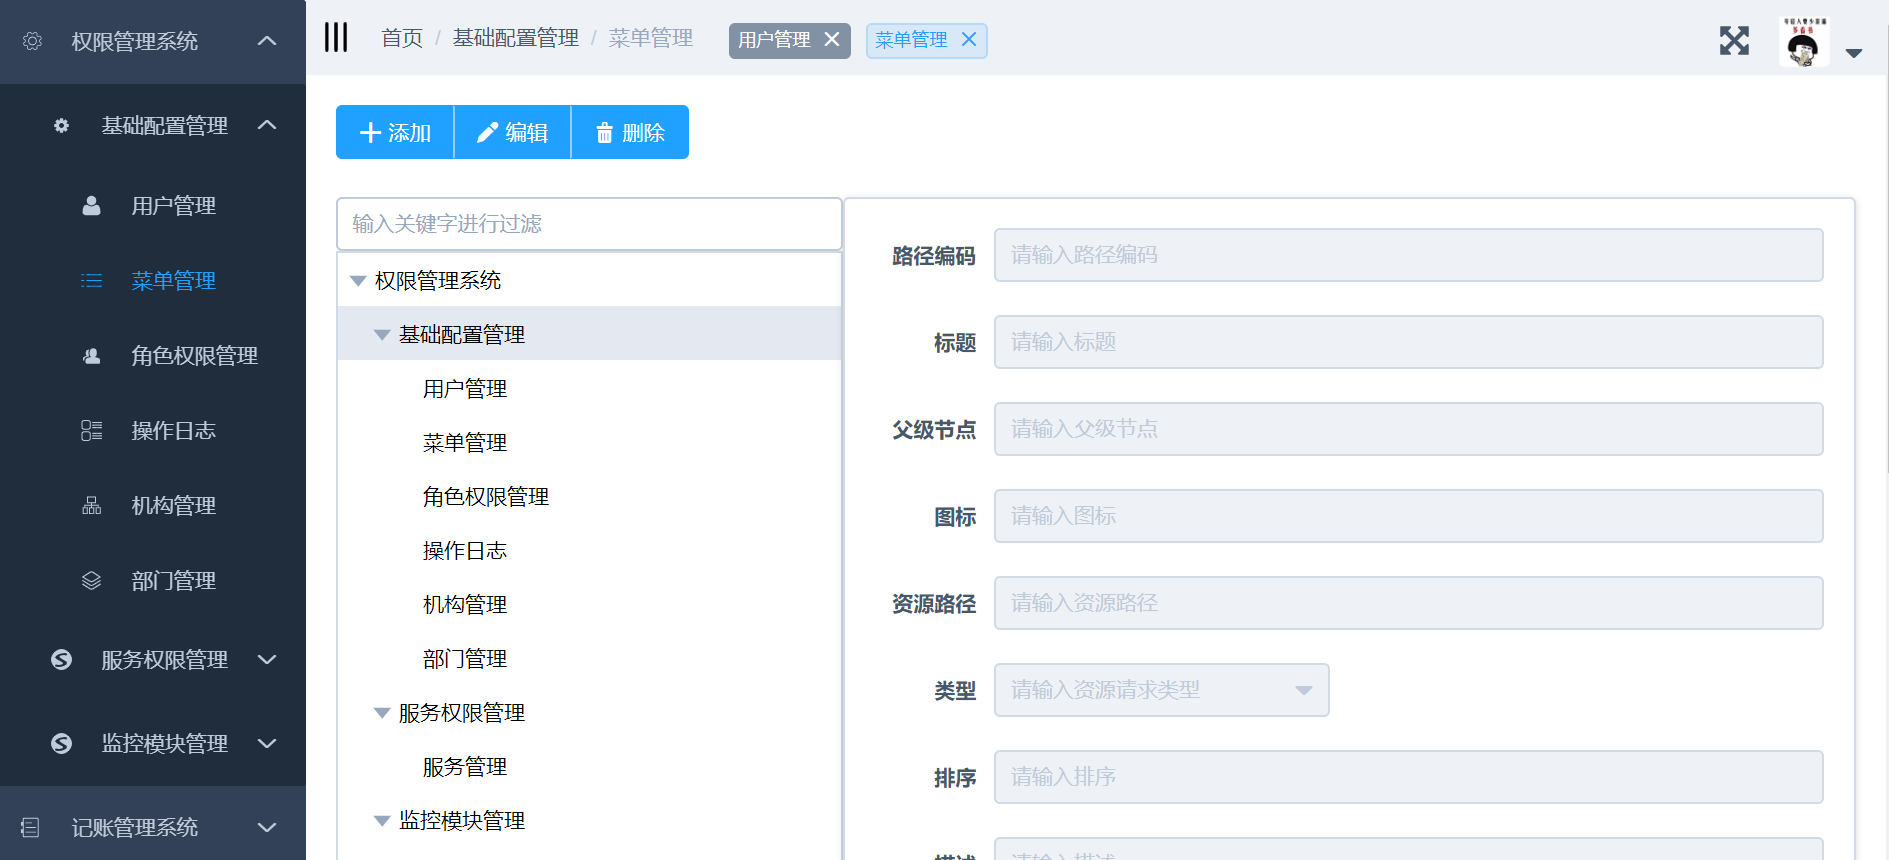 权限管理系统
基础配置管理
用户管理
菜单管理
角色权限管理
操作日志
机构管理
部门管理
服务权限管理
监控模块管理
记账管理系统
首页 / 基础配置管理 / 菜单管理
用户管理
菜单管理
添加
编辑
删除
输入关键字进行过滤
权限管理系统
基础配置管理
用户管理
菜单管理
角色权限管理
操作日志
机构管理
部门管理
服务权限管理
服务管理
监控模块管理
路径编码 请输入路径编码
标题 请输入标题
父级节点 请输入父级节点
图标 请输入图标
资源路径 请输入资源路径
类型 请输入资源请求类型
排序 请输入排序
描述 请输入描述